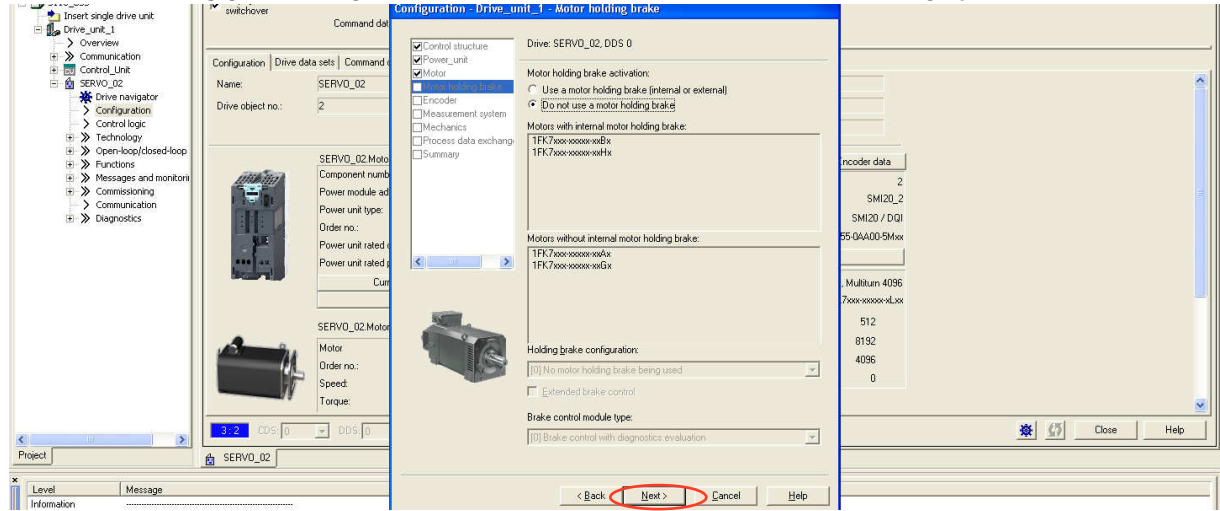 Insert single drive unit
Drive_unit_1
Overview
Communication
Control_Unit
SERVO_02
Drive navigator
Configuration
Control logic
Technology
Open-loop/closed-loop
Functions
Messages and monitori
Commissioning
Communication
Diagnostics
Project
switchover
Command dat
Configuration
Drive data sets
Command
Name:
SERVO_02
Drive object no.:
2
SERVO_02.Moto
Component numb
Power module ad
Power unit type:
Order no.:
Power unit rated
Power unit rated p
Curr
SERVO_02.Motor
Motor
Order no.:
Speed:
Torque:
3:2
CDS:
0
DDS:
0
SERVO_02
Configuration - Drive_unit_1 - Motor holding brake
Control structure
Power_unit
Motor
Motor holding brake
Encoder
Measurement system
Mechanics
Process data exchang
Summary
Drive: SERVO_02, DDS 0
Motor holding brake activation:
Use a motor holding brake (internal or external)
Do not use a motor holding brake
Motors with internal motor holding brake:
1FK7xxx-xxxxx-xxBx
1FK7xxx-xxxxx-xxHx
Motors without internal motor holding brake:
1FK7xxx-xxxxx-xxAx
1FK7xxx-xxxxx-xxGx
Holding brake configuration:
[0] No motor holding brake being used
Extended brake control
Brake control module type:
[0] Brake control with diagnostics evaluation
< Back
Next >
Cancel
Help
ncoder data
2
SMI20_2
SMI20 / DQI
55-0AA00-5Mxx
, Multiturn 4096
7xxx-xxxxx-xLxx
512
8192
4096
0
Close
Help
Level
Message
Information